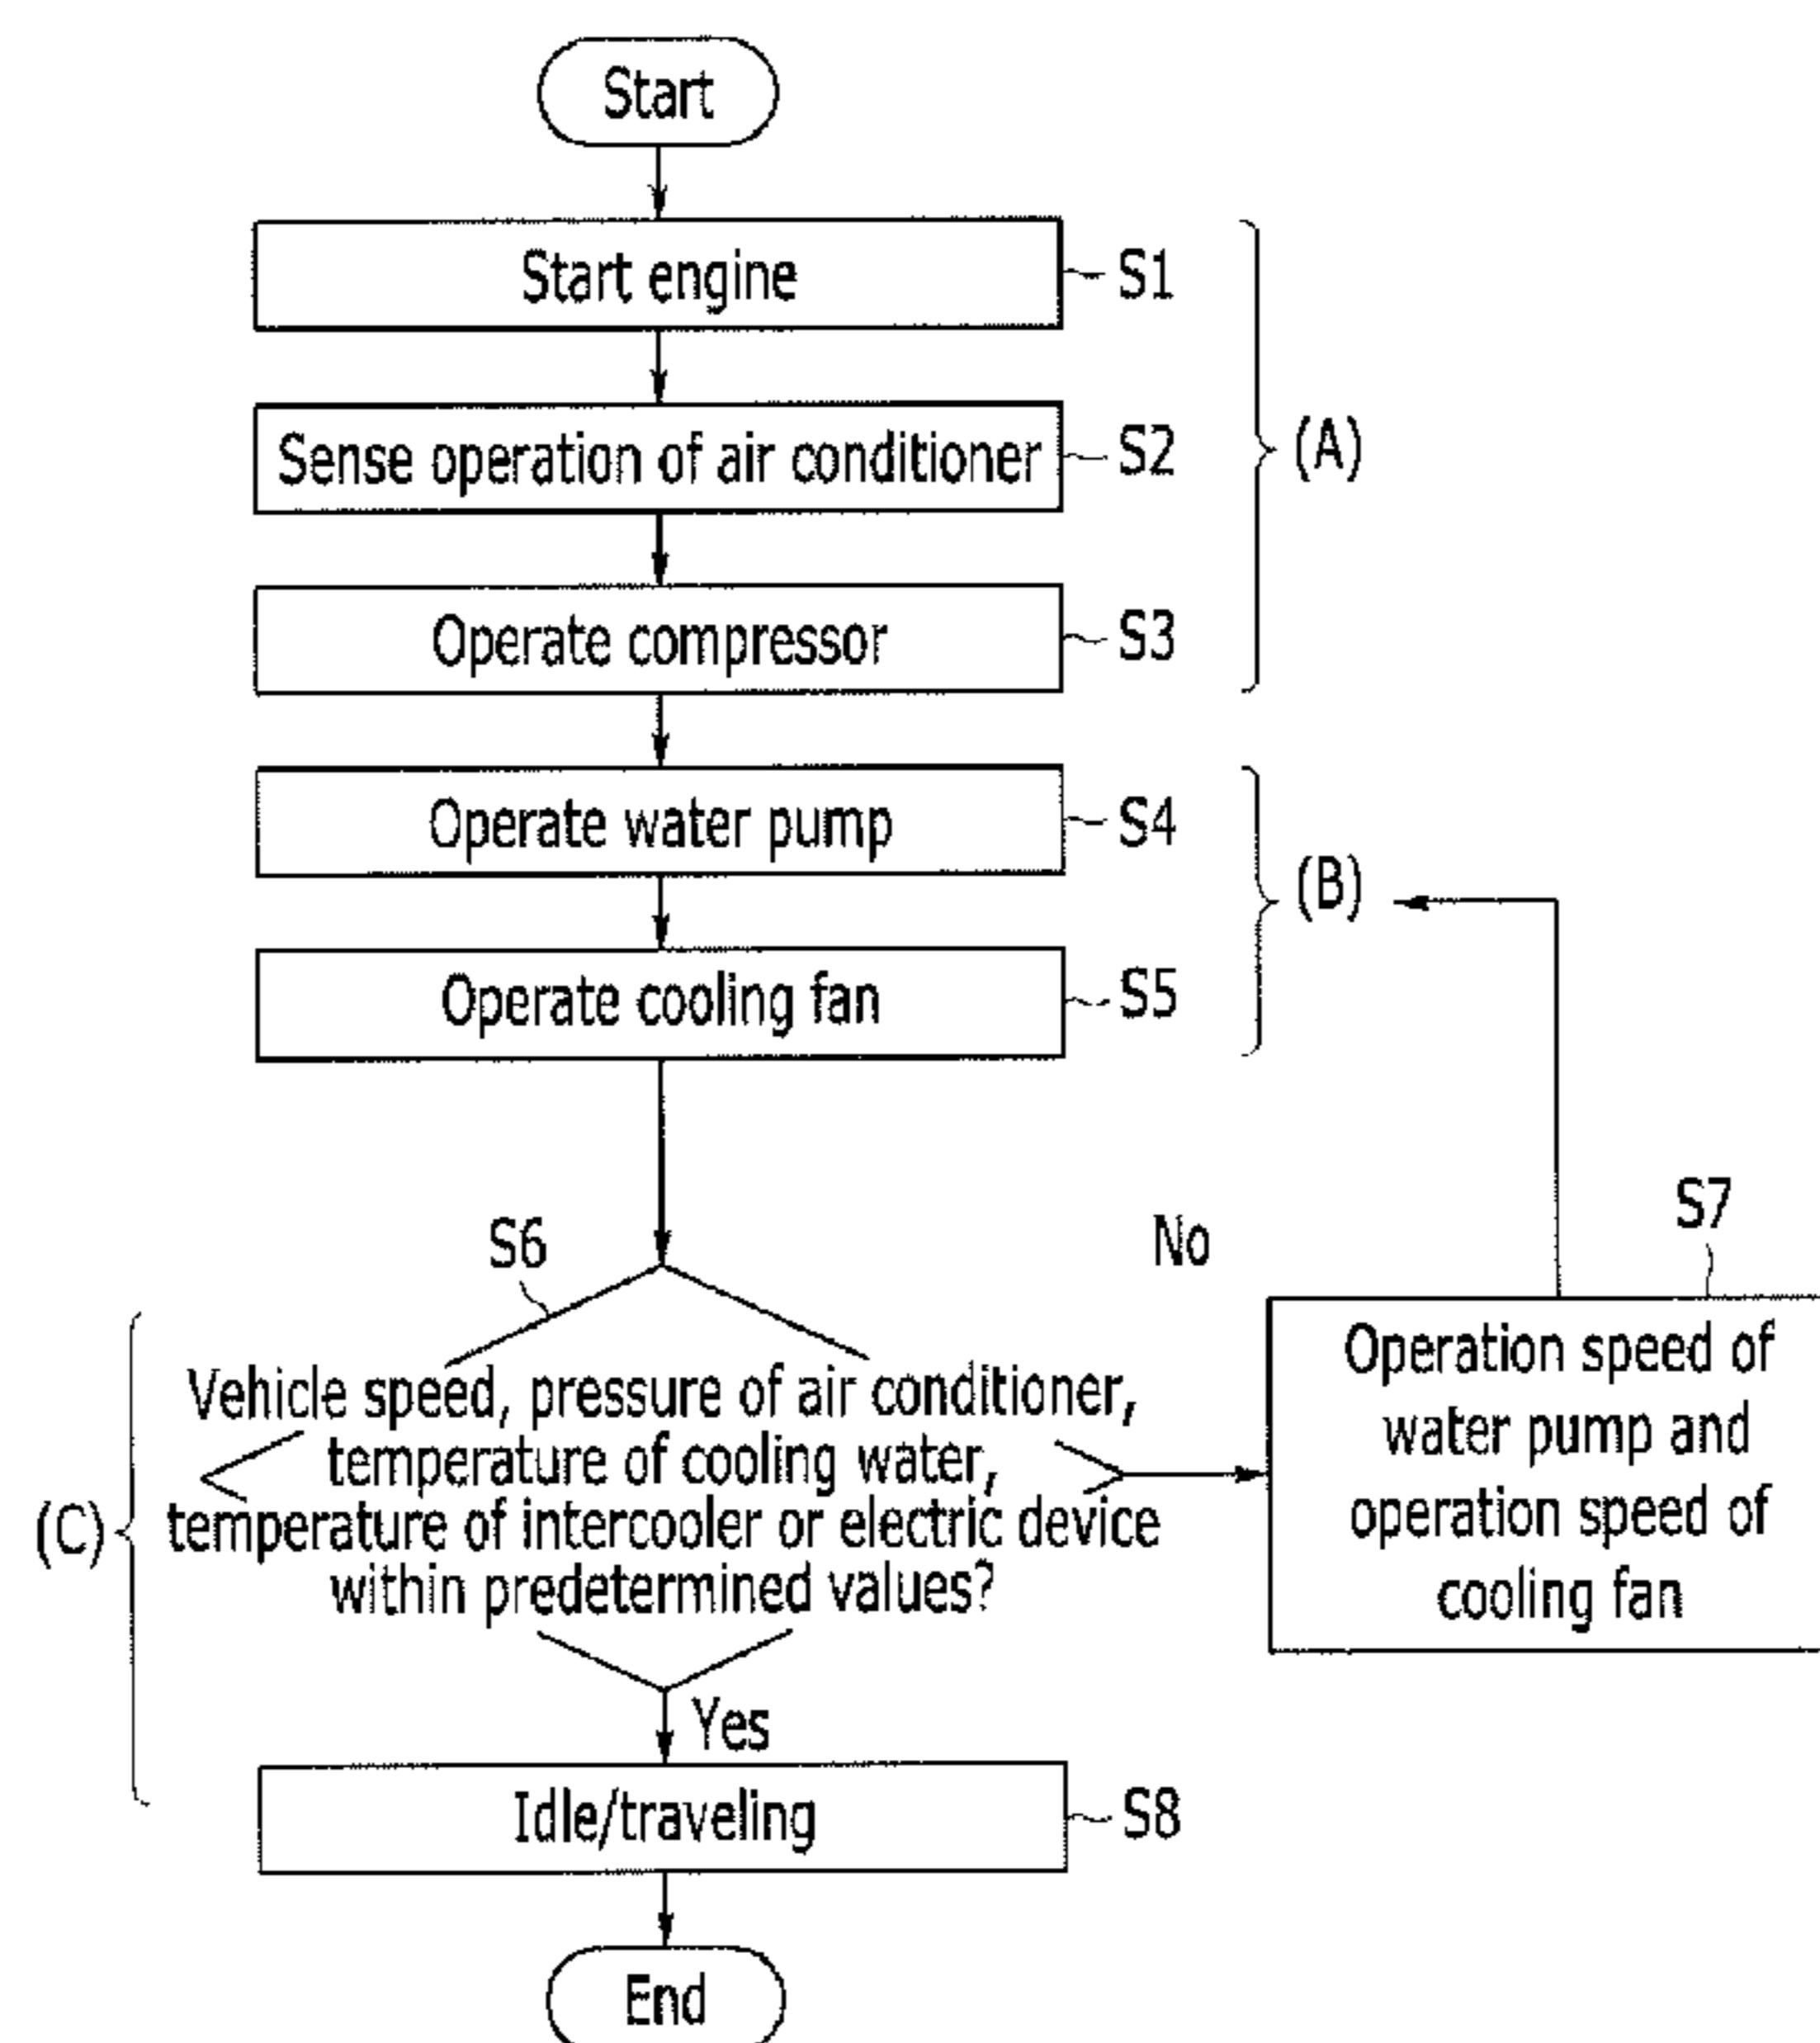 Start
Start engine
S1
Sense operation of air conditioner
S2
(A)
Operate compressor
S3
Operate water pump
S4
(B)
Operate cooling fan
S5
S6
No
S7
Vehicle speed, pressure of air conditioner,
temperature of cooling water,
temperature of intercooler or electric device
within predetermined values?
(C)
Operation speed of
water pump and
operation speed of
cooling fan
Yes
Idle/traveling
S8
End